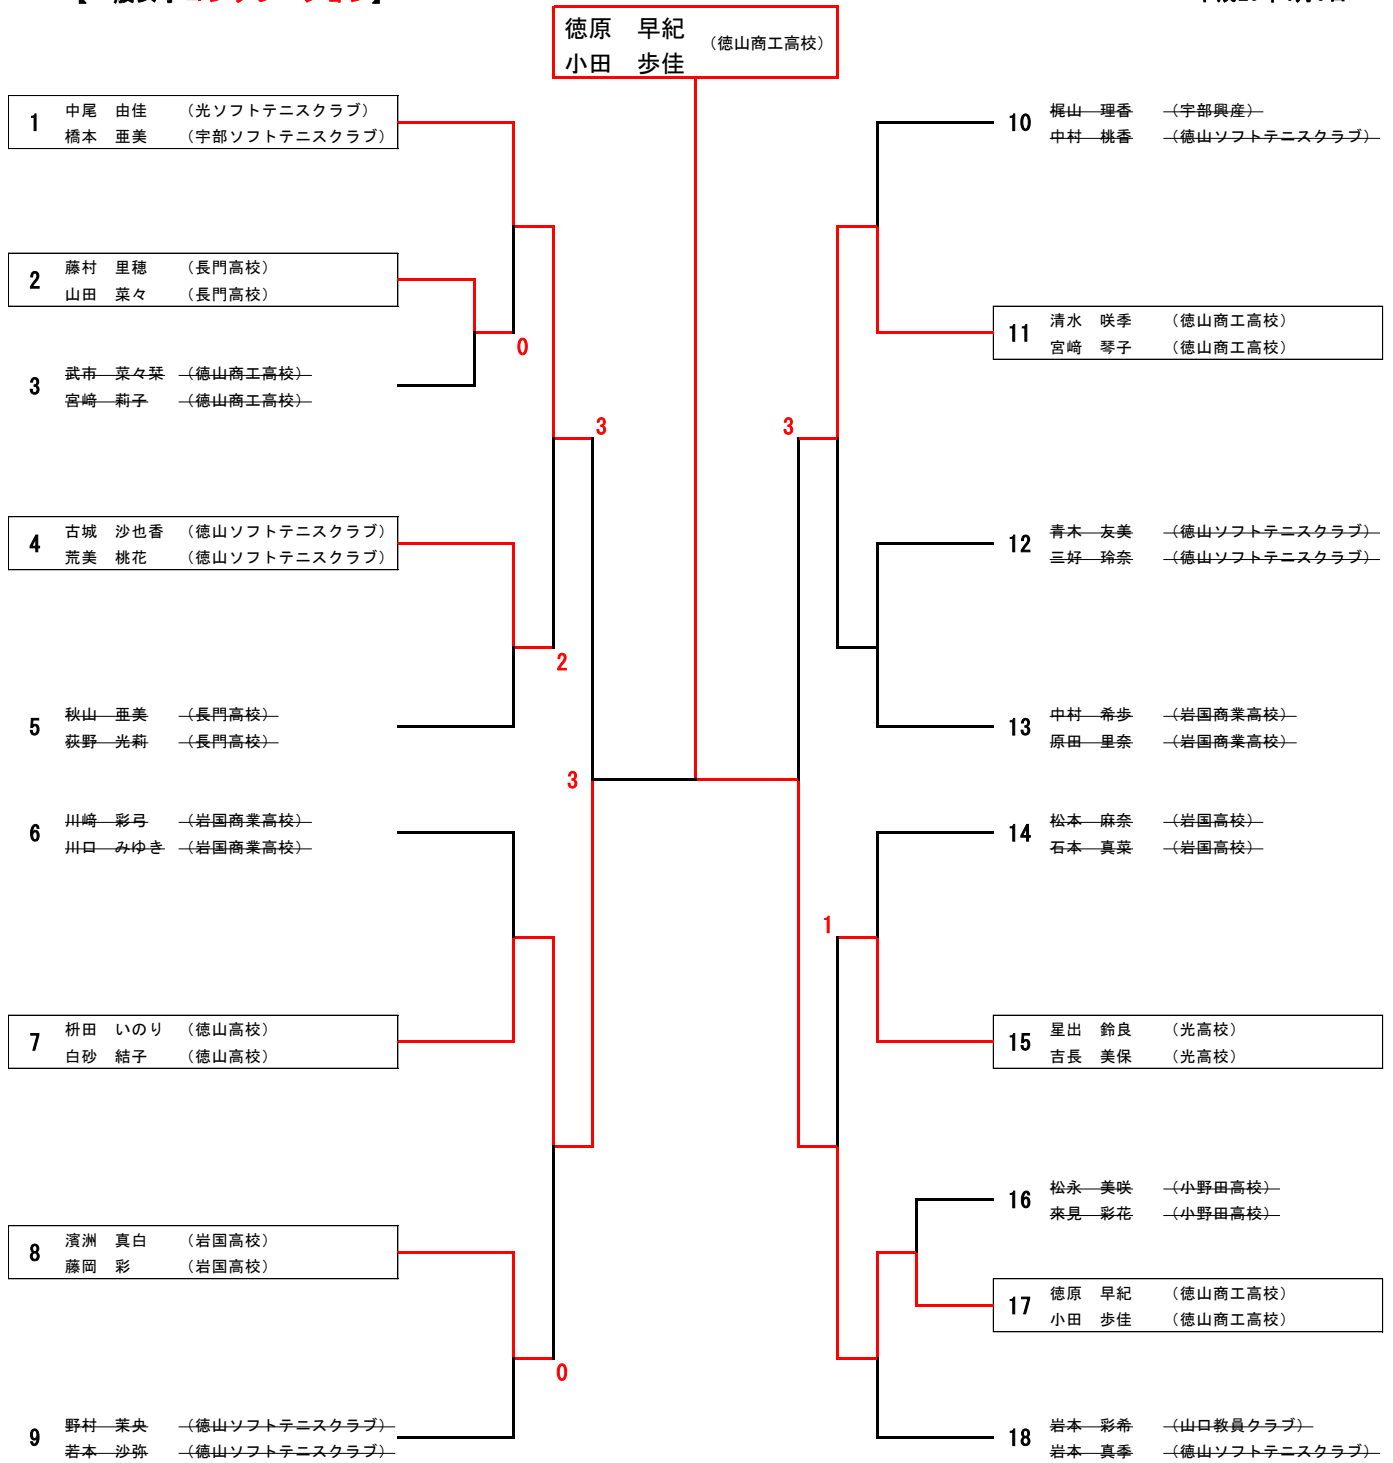 徳原 早紀 (徳山商工高校)
小田 歩佳
1 中尾 由佳 (光ソフトテニスクラブ)
橋本 亜美 (宇部ソフトテニスクラブ)
2 藤村 里穂 (長門高校)
山田 菜々 (長門高校)
0
3 武市 菜々栞 (徳山商工高校)
宮﨑 莉子 (徳山商工高校)
3
4 古城 沙也香 (徳山ソフトテニスクラブ)
荒美 桃花 (徳山ソフトテニスクラブ)
2
5 秋山 亜美 (長門高校)
荻野 光莉 (長門高校)
3
6 川﨑 彩弓 (岩国商業高校)
川口 みゆき (岩国商業高校)
7 枡田 いのり (徳山高校)
白砂 結子 (徳山高校)
8 濱洲 真白 (岩国高校)
藤岡 彩 (岩国高校)
0
9 野村 茉央 (徳山ソフトテニスクラブ)
若本 沙弥 (徳山ソフトテニスクラブ)
10 梶山 理香 (宇部興産)
中村 桃香 (徳山ソフトテニスクラブ)
11 清水 咲季 (徳山商工高校)
宮﨑 琴子 (徳山商工高校)
3
12 青木 友美 (徳山ソフトテニスクラブ)
三好 玲奈 (徳山ソフトテニスクラブ)
13 中村 希歩 (岩国商業高校)
原田 里奈 (岩国商業高校)
14 松本 麻奈 (岩国高校)
石本 真菜 (岩国高校)
1
15 星出 鈴良 (光高校)
吉長 美保 (光高校)
16 松永 美咲 (小野田高校)
來見 彩花 (小野田高校)
17 徳原 早紀 (徳山商工高校)
小田 歩佳 (徳山商工高校)
18 岩本 彩希 (山口教員クラブ)
岩本 真季 (徳山ソフトテニスクラブ)